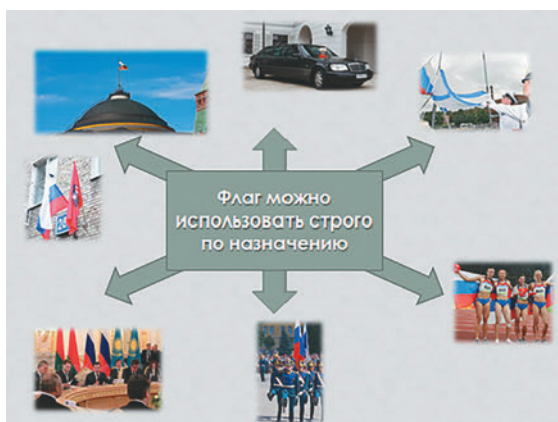 Флаг можно
использовать строго
по назначению